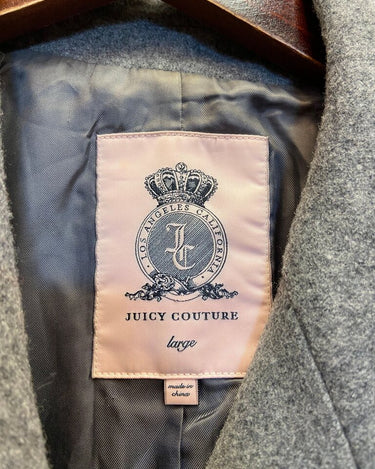 LOS ANGELES CALIFORNIA
JC
JUICY COUTURE
large
made in
china